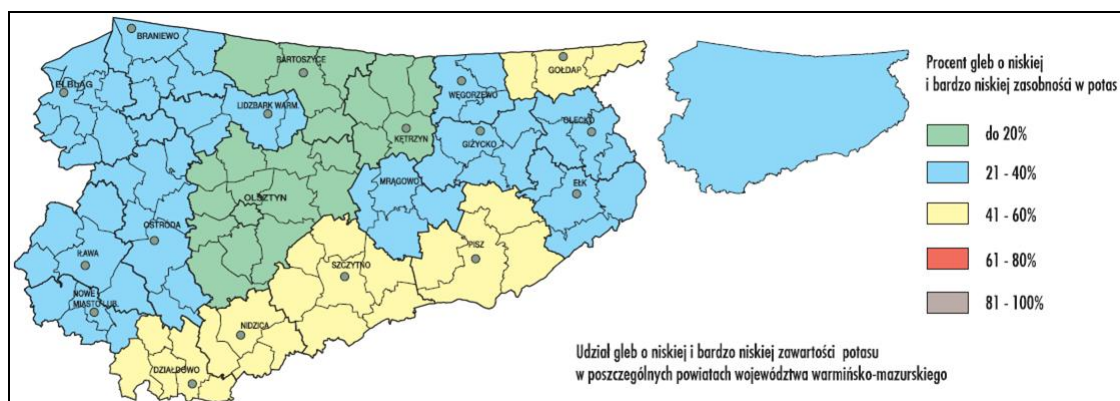 BRANIEWO
BARTOSZYCE
GOŁDAP
ELBLĄG
WĘGORZEWO
LIDZBARK WARM.
OLECKO
KĘTRZYN
GIŻYCKO
MRĄGOWO
EŁK
OLSZTYN
OSTRÓDA
IŁAWA
PISZ
SZCZYTNO
NOWE
MIASTO LUB.
NIDZICA
DZIAŁDOWO
Procent gleb o niskiej
i bardzo niskiej zasobności w potas
do 20%
21 - 40%
41 - 60%
61 - 80%
81 - 100%
Udział gleb o niskiej i bardzo niskiej zawartości potasu
w poszczególnych powiatach województwa warmińsko-mazurskiego